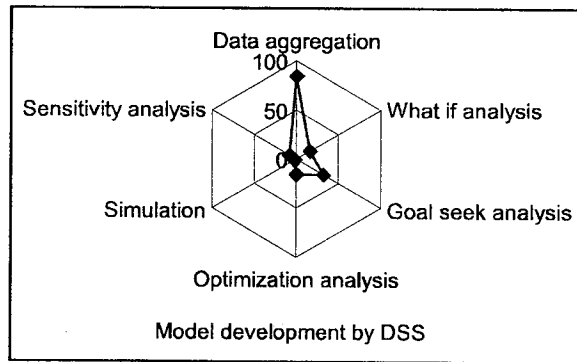 Data aggregation
100
Sensitivity analysis
50
What if analysis
0
Simulation
Goal seek analysis
Optimization analysis
Model development by DSS